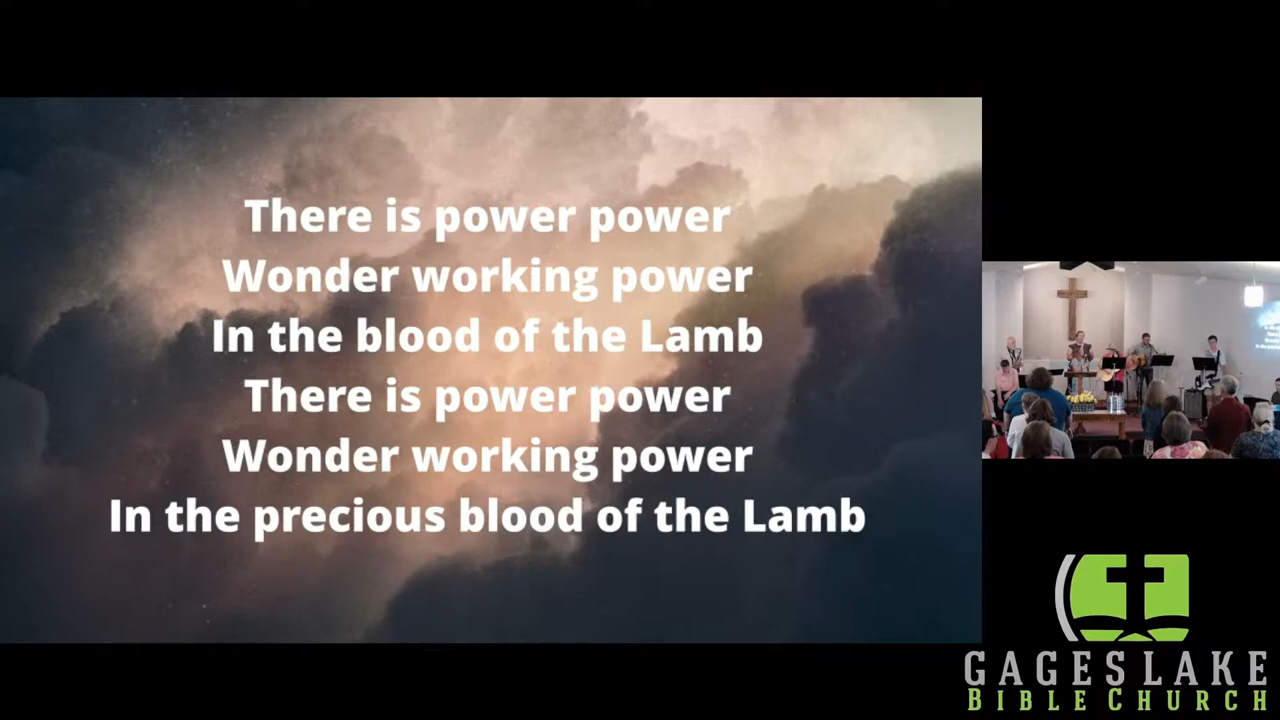 There is power power
Wonder working power
In the blood of the Lamb
There is power power
Wonder working power
In the precious blood of the Lamb
GAGESLAKE
BIBLE CHURCH